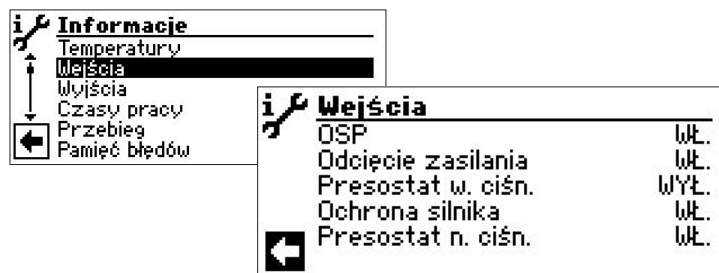 Informacje
Temperatury
Wejścia
Wyjścia
Czasy pracy
Przebieg
Pamięć błędów
Wejścia
OSP WŁ.
Odcięcie zasilania WŁ.
Presostat w. ciśn. WYŁ.
Ochrona silnika WŁ.
Presostat n. ciśn. WŁ.